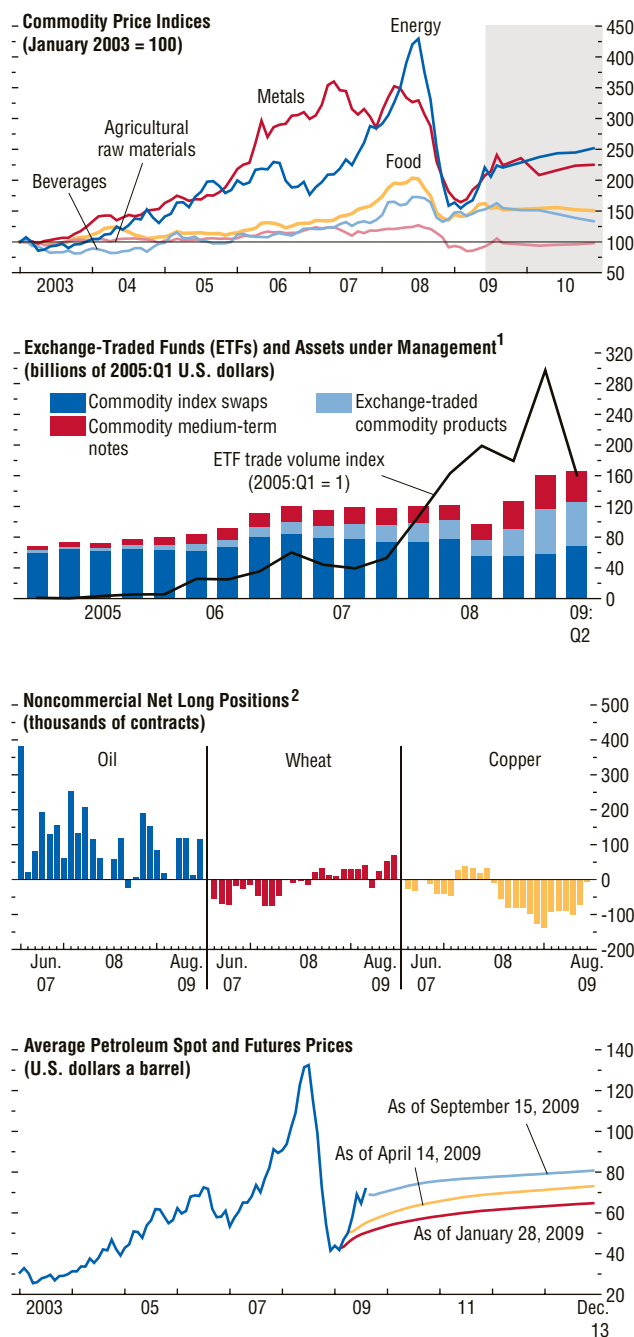 Commodity Price Indices
(January 2003 = 100)
Energy
Metals
Agricultural
raw materials
Beverages
Food
450
400
350
300
250
200
150
100
50
2003
04
05
06
07
08
09
10
Exchange-Traded Funds (ETFs) and Assets under Management1
(billions of 2005:Q1 U.S. dollars)
Commodity index swaps
Commodity medium-term
notes
Exchange-traded
commodity products
ETF trade volume index
(2005:Q1 = 1)
320
280
240
200
160
120
80
40
0
2005
06
07
08
09:
Q2
Noncommercial Net Long Positions2
(thousands of contracts)
Oil
Wheat
Copper
500
400
300
200
100
0
-100
-200
Jun.
07
08
Aug.
09
Jun.
07
08
Aug.
09
Jun.
07
08
Aug.
09
Average Petroleum Spot and Futures Prices
(U.S. dollars a barrel)
As of September 15, 2009
As of April 14, 2009
As of January 28, 2009
140
120
100
80
60
40
20
2003
05
07
09
11
Dec.
13